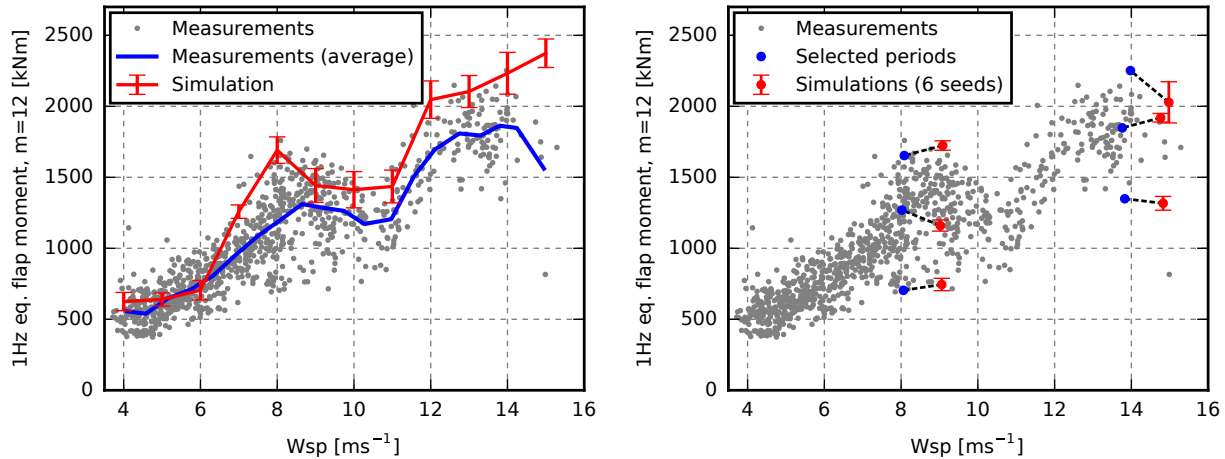 1Hz eq. flap moment, m=12 [kNm]
2500
2000
1500
1000
500
0
Measurements
Measurements (average)
Simulation
4 6 8 10 12 14 16
Wsp [ms⁻¹]
1Hz eq. flap moment, m=12 [kNm]
2500
2000
1500
1000
500
0
Measurements
Selected periods
Simulations (6 seeds)
4 6 8 10 12 14 16
Wsp [ms⁻¹]